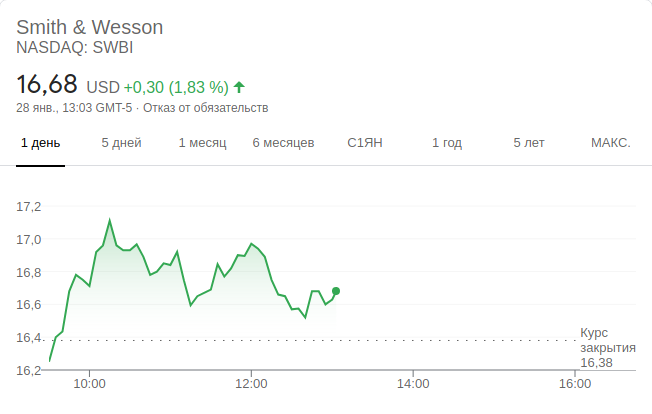 Smith & Wesson
NASDAQ: SWBI
16,68 USD +0,30 (1,83 %)
28 янв., 13:03 GMT-5 · Отказ от обязательств
1 день 5 дней 1 месяц 6 месяцев С1ЯН 1 год 5 лет МАКС.
17,2
17,0
16,8
16,6
16,4
16,2
Курс
закрытия
16,38
10:00 12:00 14:00 16:00